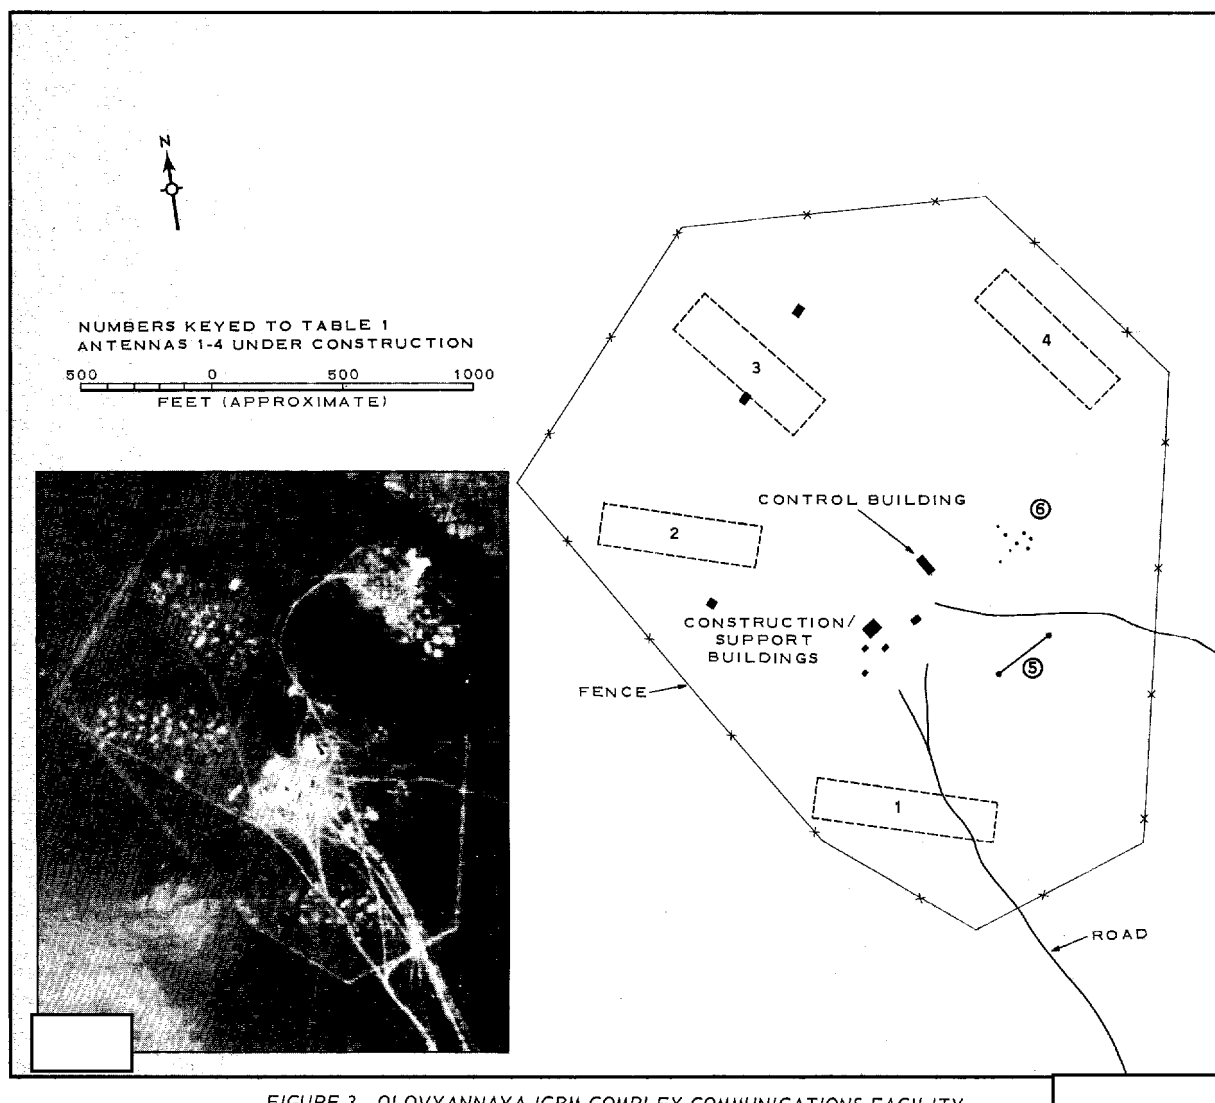 N
NUMBERS KEYED TO TABLE 1
ANTENNAS 1-4 UNDER CONSTRUCTION
500 0 500 1000
FEET (APPROXIMATE)
3
4
2
CONTROL BUILDING
6
CONSTRUCTION/
SUPPORT
BUILDINGS
5
FENCE
1
ROAD
FIGURE 3. OLOVYANNAYA ICBM COMPLEX COMMUNICATIONS FACILITY